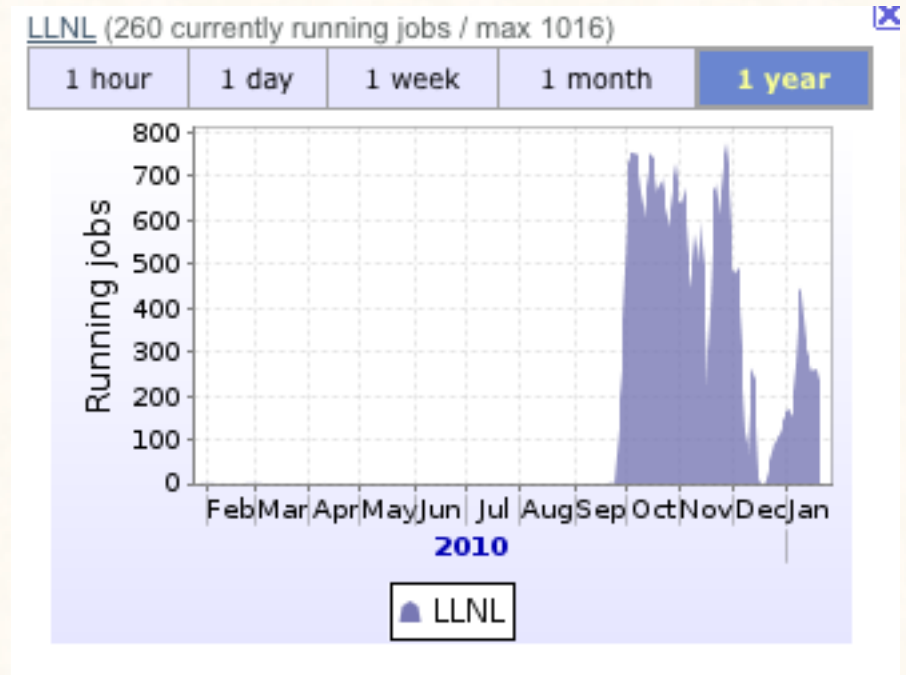 LLNL (260 currently running jobs / max 1016)
1 hour 1 day 1 week 1 month 1 year
Running jobs
800
700
600
500
400
300
200
100
0
Feb Mar Apr May Jun Jul Aug Sep Oct Nov Dec Jan
2010
LLNL